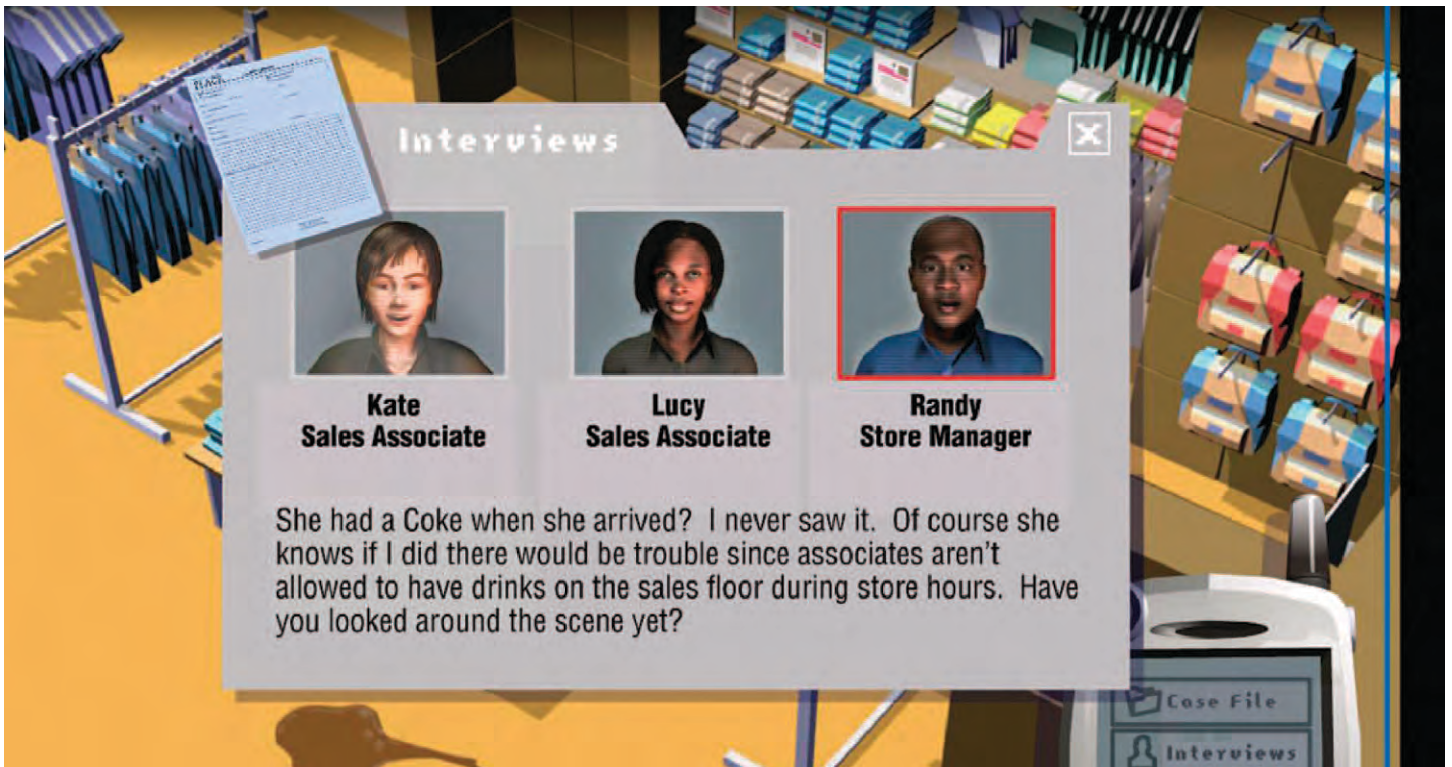 Interviews
X
Kate
Sales Associate
Lucy
Sales Associate
Randy
Store Manager
She had a Coke when she arrived?  I never saw it.  Of course she
knows if I did there would be trouble since associates aren't
allowed to have drinks on the sales floor during store hours.  Have
you looked around the scene yet?
Case File
Interviews